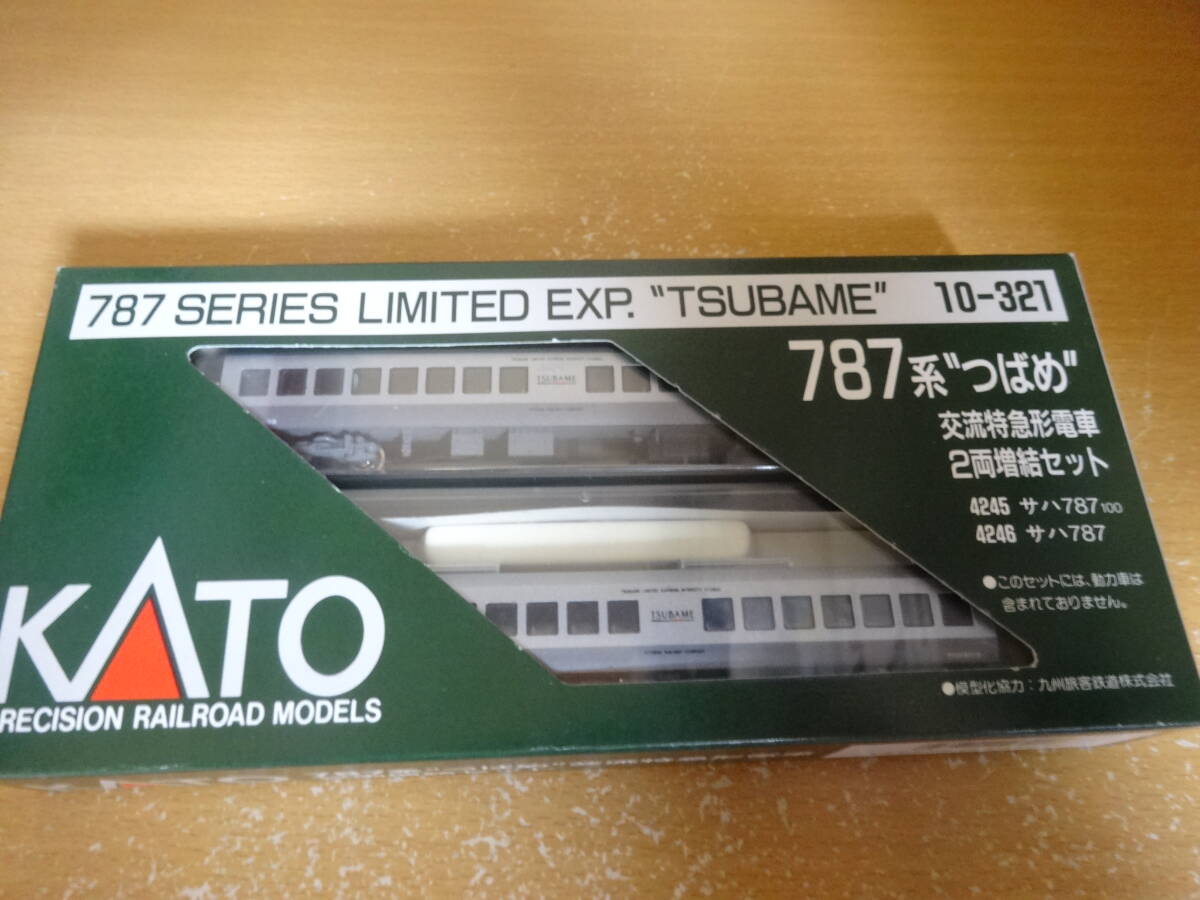 787 SERIES LIMITED EXP. "TSUBAME" 10-321
787系"つばめ"
交流特急形電車
2両増結セット
4245 サハ787 100
4246 サハ787
●このセットには、動力車は
含まれておりません。
●模型化協力：九州旅客鉄道株式会社
TSUBAME
TSUBAME
KATO
RECISION RAILROAD MODELS